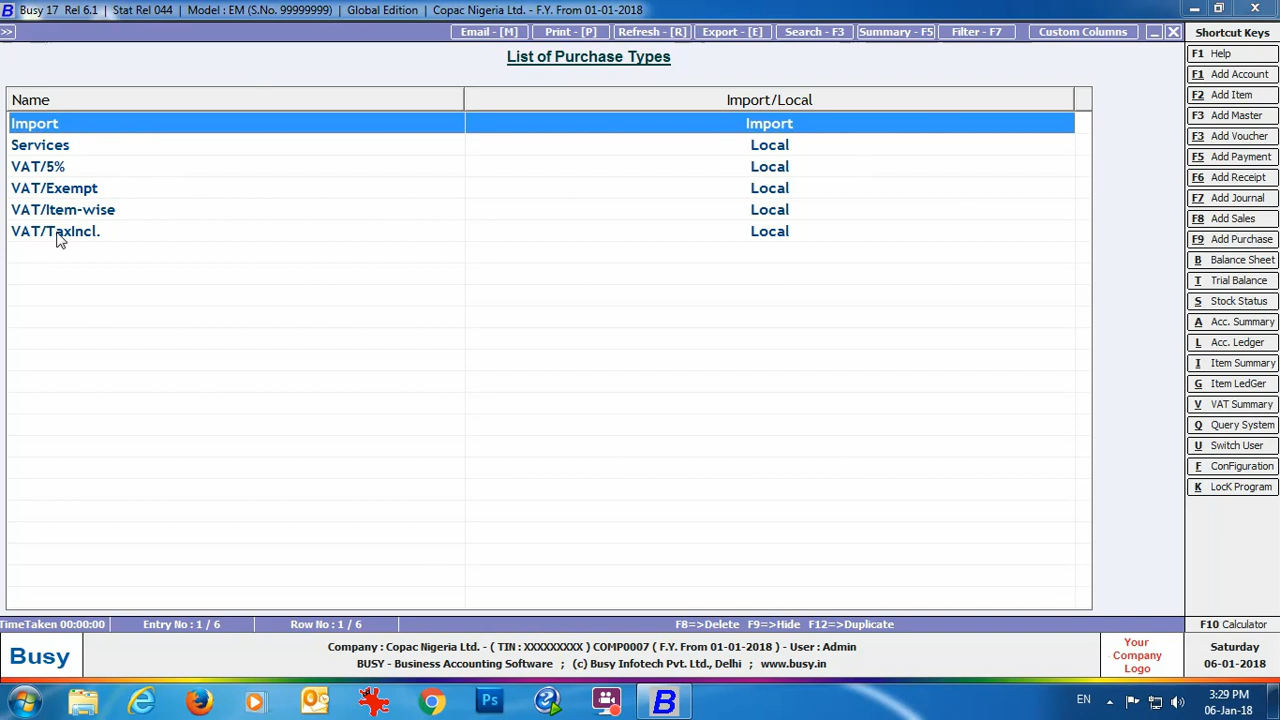 Busy 17 Rel 6.1 | Stat Rel 044 | Model : EM (S.No. 99999999) | Global Edition | Copac Nigeria Ltd. - F.Y. From 01-01-2018
>> Email - [M] Print - [P] Refresh - [R] Export - [E] Search - F3 Summary - F5 Filter - F7 Custom Columns
List of Purchase Types
Name Import/Local
Import Import
Services Local
VAT/5% Local
VAT/Exempt Local
VAT/Item-wise Local
VAT/TaxIncl. Local
Shortcut Keys
F1 Help
F1 Add Account
F2 Add Item
F3 Add Master
F3 Add Voucher
F5 Add Payment
F6 Add Receipt
F7 Add Journal
F8 Add Sales
F9 Add Purchase
B Balance Sheet
T Trial Balance
S Stock Status
A Acc. Summary
L Acc. Ledger
I Item Summary
G Item LedGer
V VAT Summary
Q Query System
U Switch User
F ConFiguration
K LocK Program
TimeTaken 00:00:00 Entry No : 1 / 6 Row No : 1 / 6 F8=>Delete F9=>Hide F12=>Duplicate F10 Calculator
Busy
Company : Copac Nigeria Ltd. - ( TIN : XXXXXXXXX ) COMP0007 ( F.Y. From 01-01-2018 ) - User : Admin
BUSY - Business Accounting Software ; (c) Busy Infotech Pvt. Ltd., Delhi ; www.busy.in
Your
Company
Logo
Saturday
06-01-2018
Ps
EN
3:29 PM
06-Jan-18